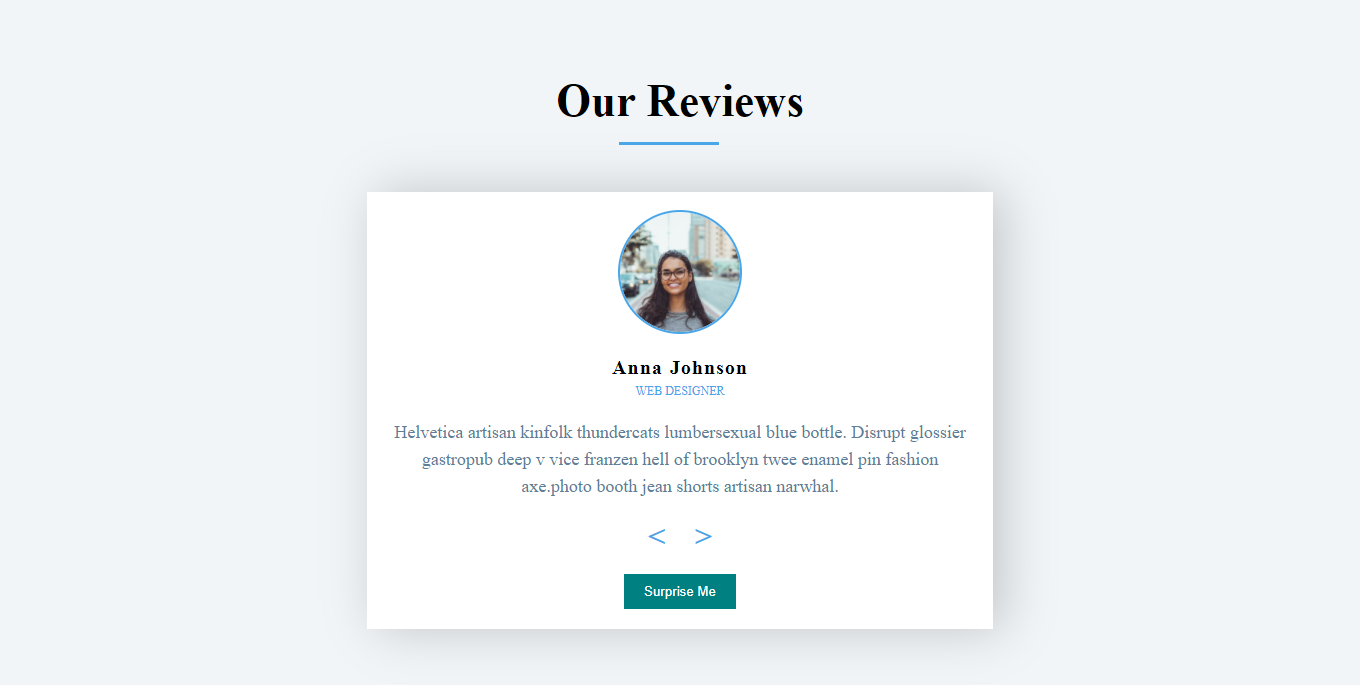 Our Reviews
Anna Johnson
WEB DESIGNER
Helvetica artisan kinfolk thundercats lumbersexual blue bottle. Disrupt glossier
gastropub deep v vice franzen hell of brooklyn twee enamel pin fashion
axe.photo booth jean shorts artisan narwhal.
< >
Surprise Me